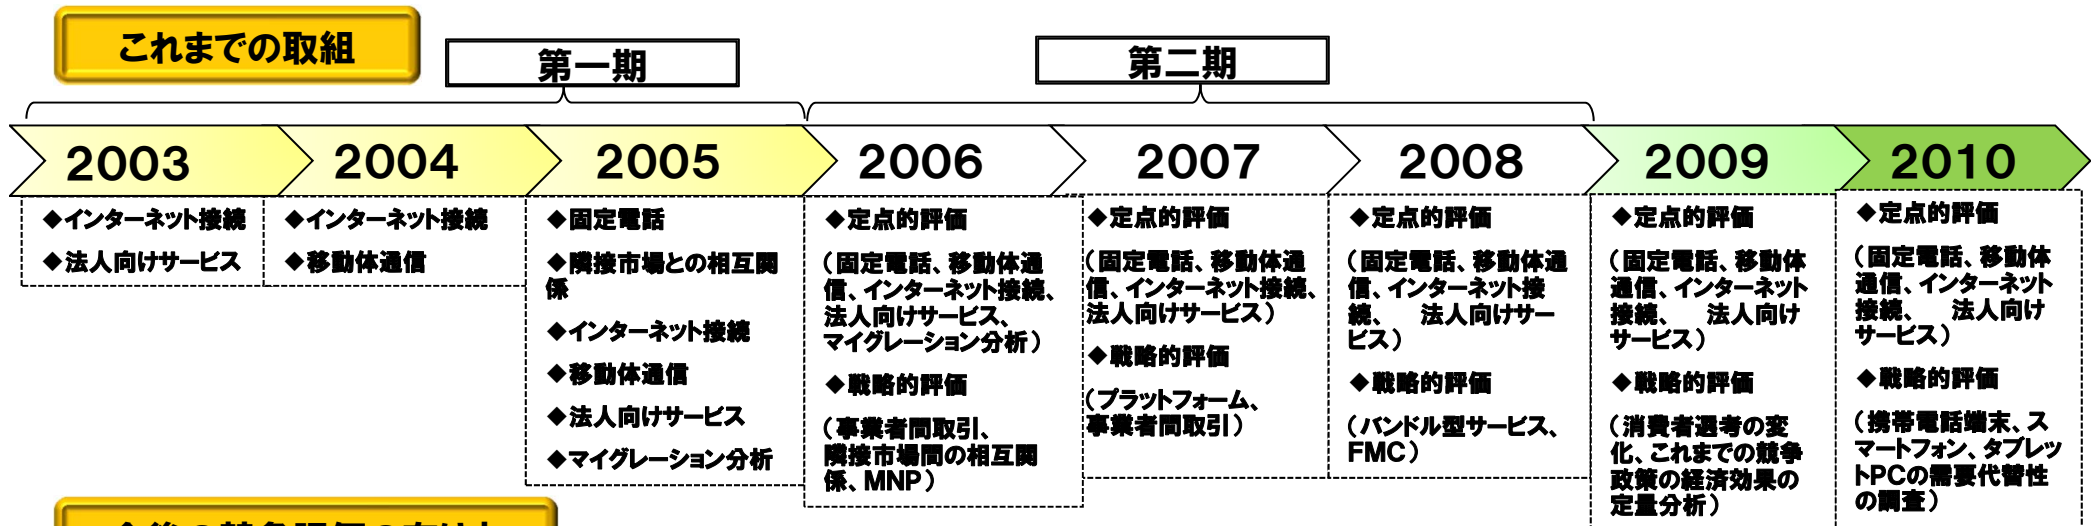 これまでの取組
第一期
第二期
2003
2004
2005
2006
2007
2008
2009
2010
◆インターネット接続
◆法人向けサービス
◆インターネット接続
◆移動体通信
◆固定電話
◆隣接市場との相互関
係
◆インターネット接続
◆移動体通信
◆法人向けサービス
◆マイグレーション分析
◆定点的評価
（固定電話、移動体通
信、インターネット接続、
法人向けサービス、
マイグレーション分析）
◆戦略的評価
（事業者間取引、
隣接市場間の相互関
係、MNP）
◆定点的評価
（固定電話、移動体通
信、インターネット接続、
法人向けサービス）
◆戦略的評価
（プラットフォーム、
事業者間取引）
◆定点的評価
（固定電話、移動体通
信、インターネット接
続、　法人向けサー
ビス）
◆戦略的評価
（バンドル型サービス、
FMC）
◆定点的評価
（固定電話、移動体
通信、インターネット
接続、　法人向け
サービス）
◆戦略的評価
（消費者選考の変
化、これまでの競争
政策の経済効果の
定量分析）
◆定点的評価
（固定電話、移動体
通信、インターネット
接続、　法人向け
サービス）
◆戦略的評価
（携帯電話端末、ス
マートフォン、タブレッ
トPCの需要代替性
の調査）